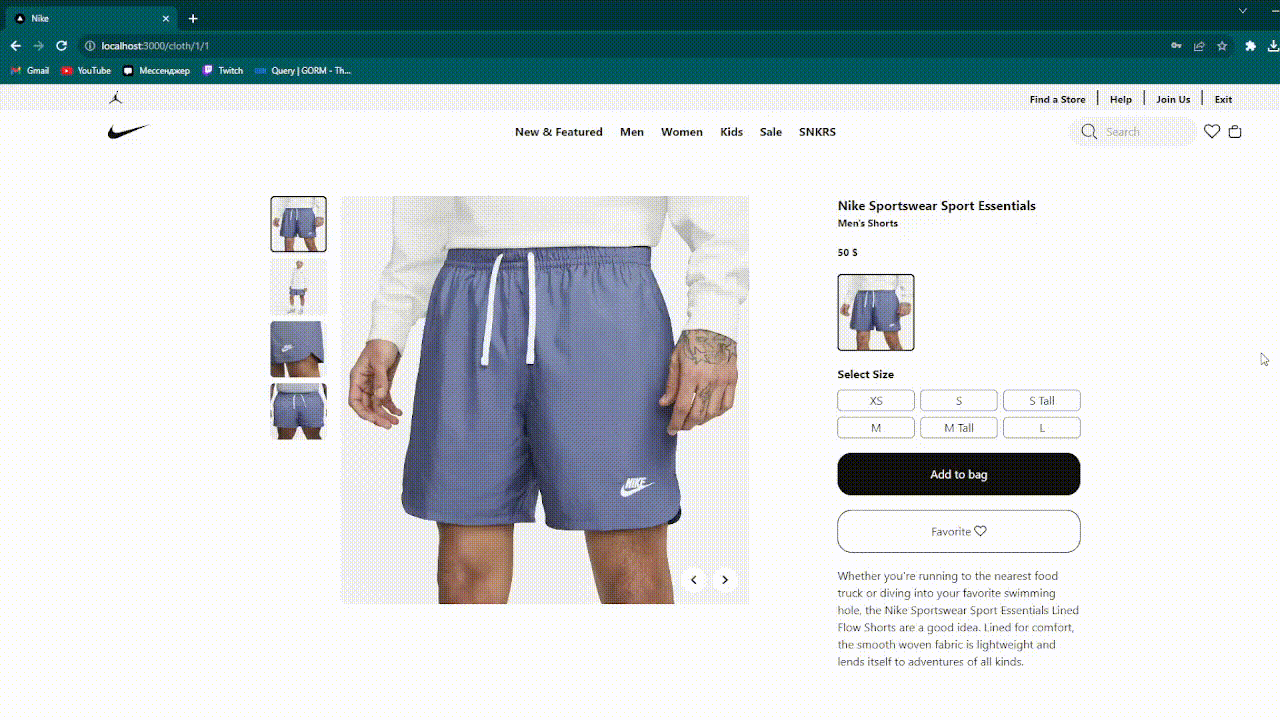 Nike
localhost:3000/cloth/1/1
Gmail
YouTube
Мессенджер
Twitch
Query | GORM - Th...
Find a Store
Help
Join Us
Exit
New & Featured
Men
Women
Kids
Sale
SNKRS
Search
NIKE
Nike Sportswear Sport Essentials
Men's Shorts
50 $
Select Size
XS
S
S Tall
M
M Tall
L
Add to bag
Favorite
Whether you're running to the nearest food
truck or diving into your favorite swimming
hole, the Nike Sportswear Sport Essentials Lined
Flow Shorts are a good idea. Lined for comfort,
the smooth woven fabric is lightweight and
lends itself to adventures of all kinds.